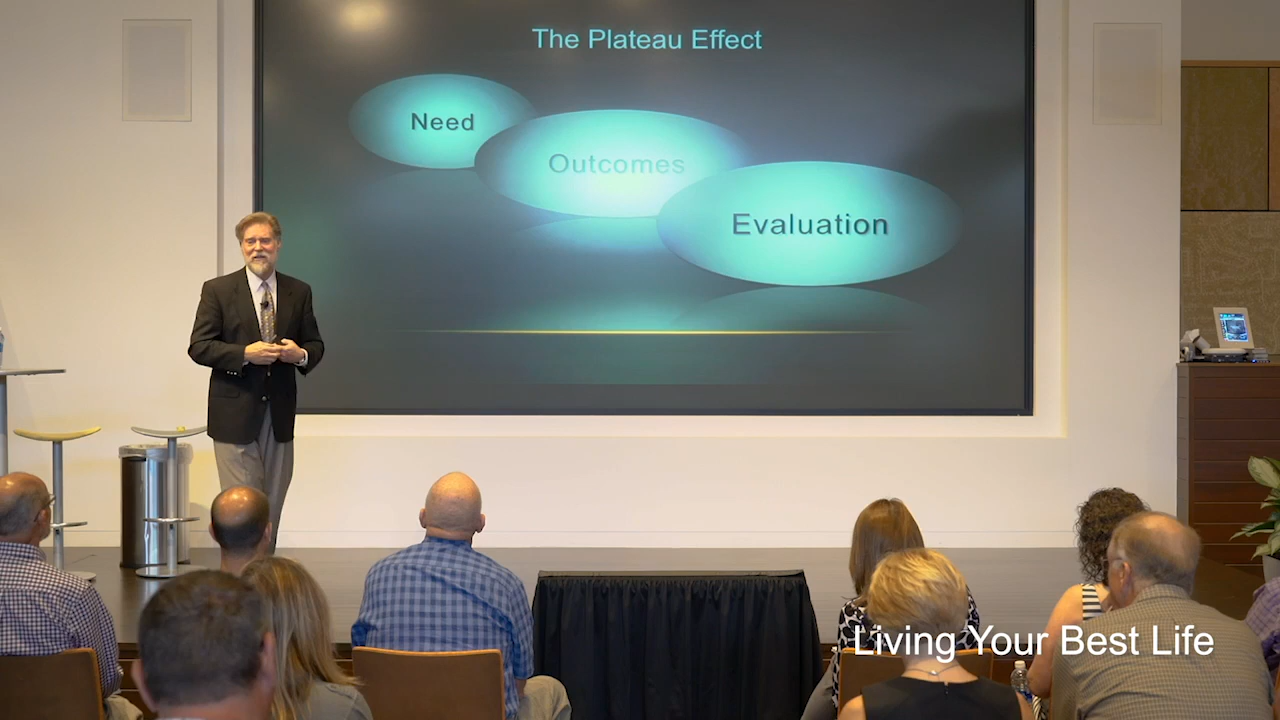 The Plateau Effect
Need
Outcomes
Evaluation
Living Your Best Life